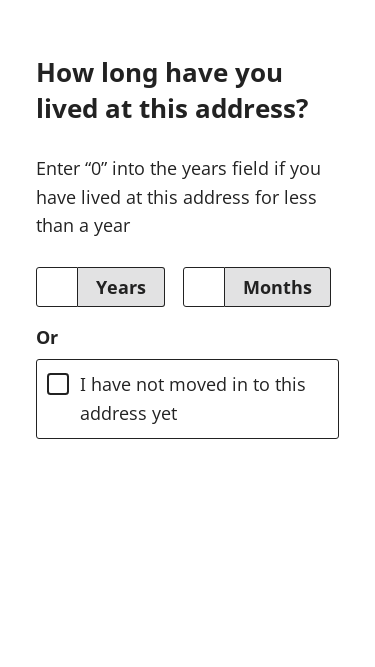 How long have you
lived at this address?
Enter “0” into the years field if you
have lived at this address for less
than a year
Years Months
Or
I have not moved in to this
address yet